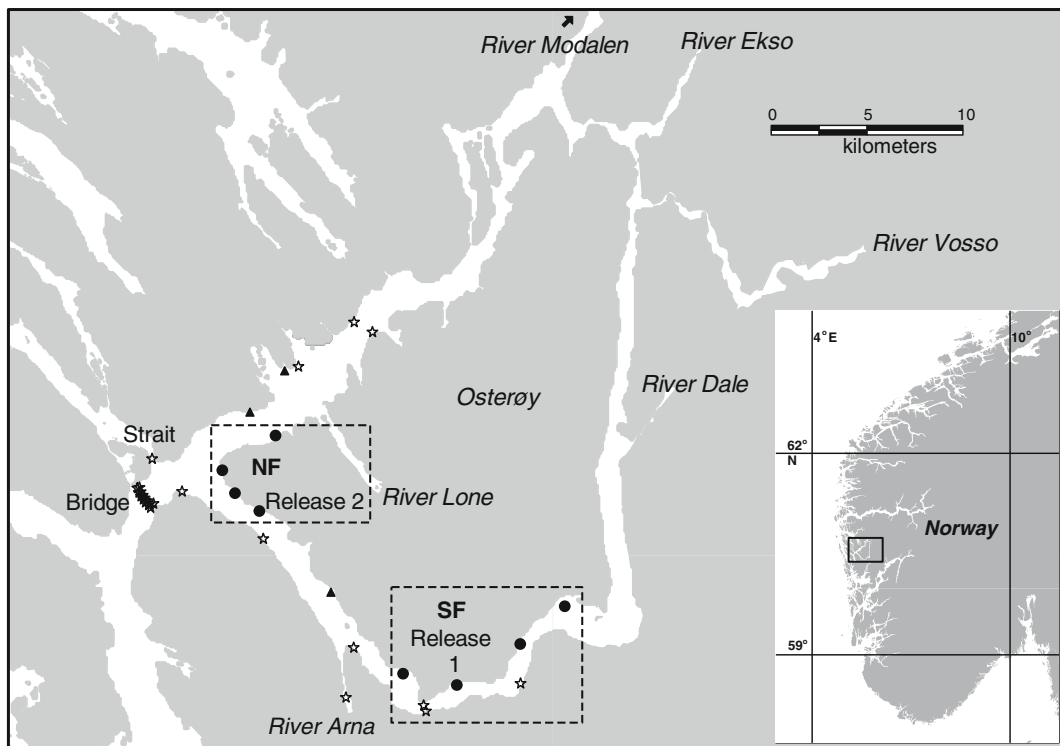 River Modalen
River Ekso
0 5 10
kilometers
River Vosso
4°E
10°
Osterøy
River Dale
Strait
62°
N
NF
Bridge
Release 2
River Lone
Norway
SF
Release
1
59°
River Arna